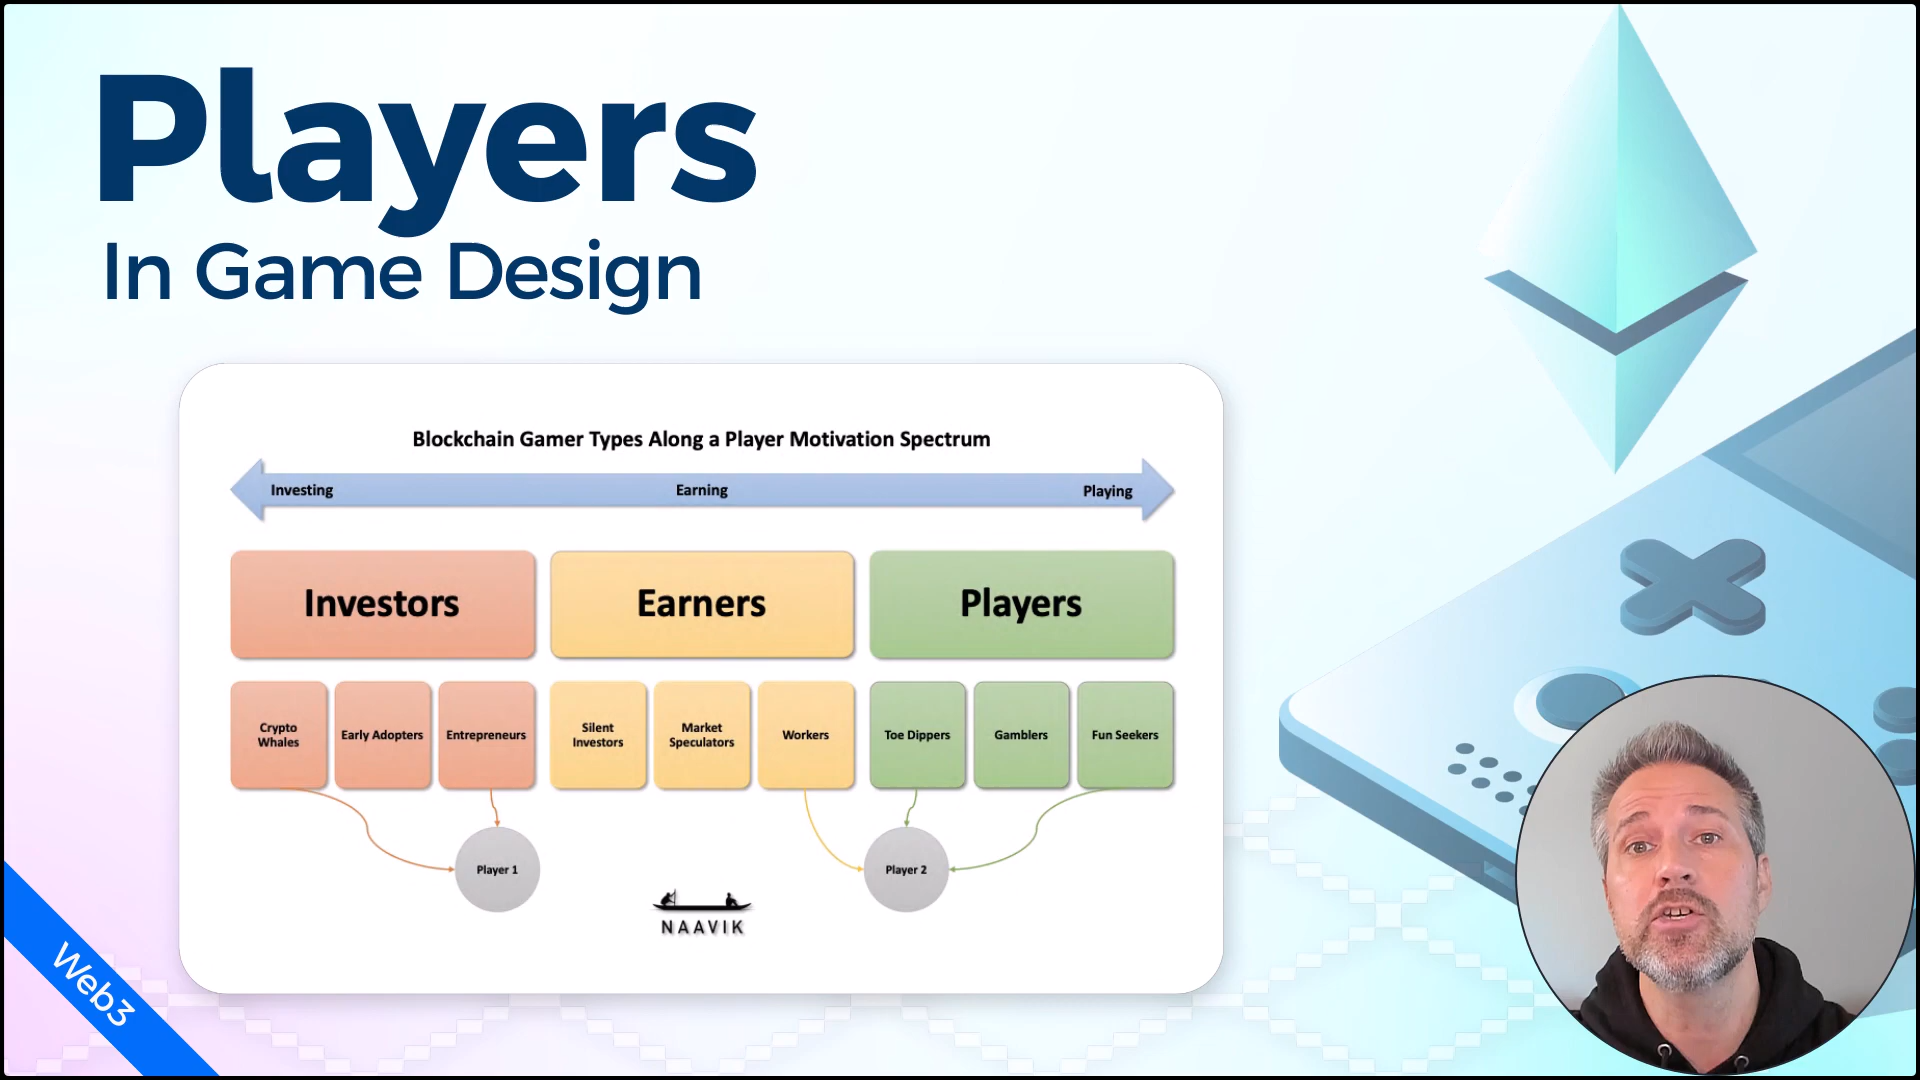 Players
In Game Design
Blockchain Gamer Types Along a Player Motivation Spectrum
Investing Earning Playing
Investors Earners Players
Crypto
Whales
Early Adopters
Entrepreneurs
Silent
Investors
Market
Speculators
Workers
Toe Dippers
Gamblers
Fun Seekers
Player 1
Player 2
NAAVIK
Web3